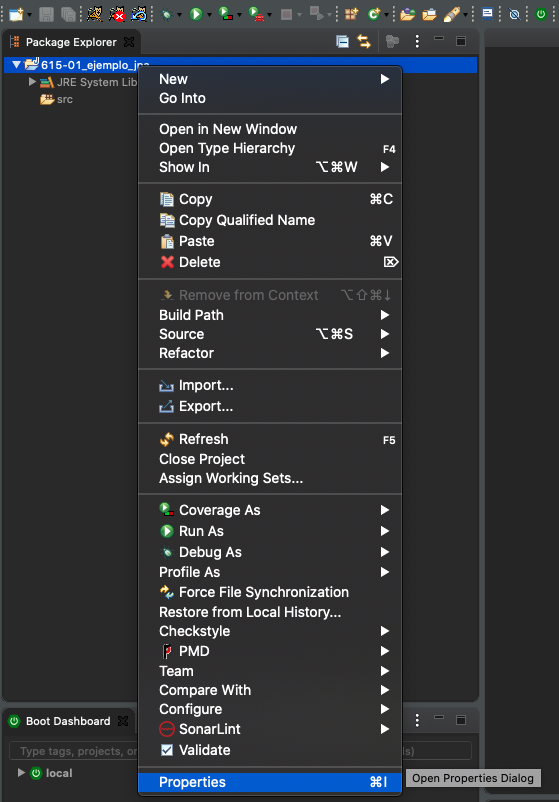 Package Explorer
615-01_ejemplo_jpa
JRE System Lib
src
New
Go Into
Open in New Window
Open Type Hierarchy F4
Show In ⌥⌘W
Copy ⌘C
Copy Qualified Name
Paste ⌘V
Delete ⌦
Remove from Context ⌥⇧⌘↓
Build Path
Source ⌥⌘S
Refactor
Import...
Export...
Refresh F5
Close Project
Assign Working Sets...
Coverage As
Run As
Debug As
Profile As
Force File Synchronization
Restore from Local History...
Checkstyle
PMD
Team
Compare With
Configure
SonarLint
Validate
Properties ⌘I
Open Properties Dialog
Boot Dashboard
Type tags, projects, or
local